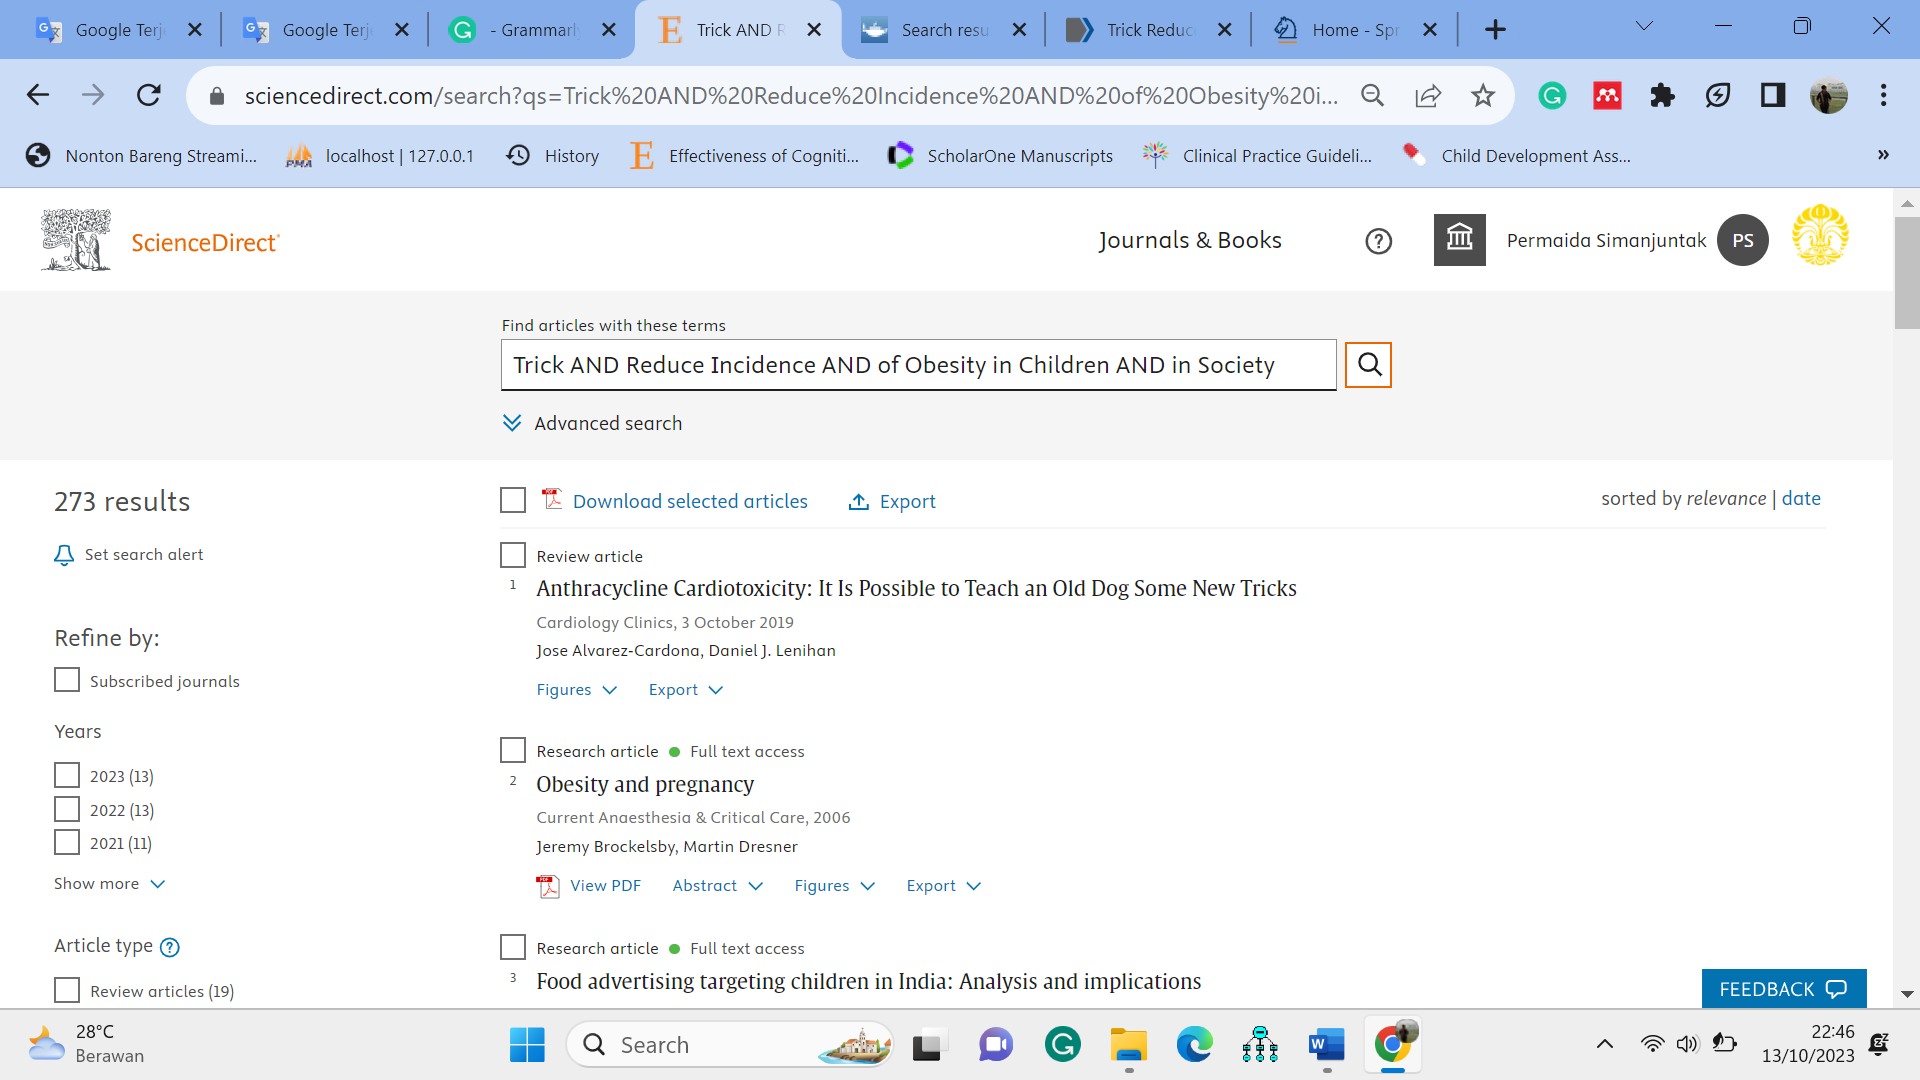 Google Terj
Google Terj
- Grammarly
Trick AND R
Search resu
Trick Reduc
Home - Spr
sciencedirect.com/search?qs=Trick%20AND%20Reduce%20Incidence%20AND%20of%20Obesity%20i...
Nonton Bareng Streami...
localhost | 127.0.0.1
History
Effectiveness of Cogniti...
ScholarOne Manuscripts
Clinical Practice Guideli...
Child Development Ass...
»
ScienceDirect
Journals & Books
Permaida Simanjuntak
PS
Find articles with these terms
Trick AND Reduce Incidence AND of Obesity in Children AND in Society
Advanced search
273 results
Set search alert
Refine by:
Subscribed journals
Years
2023 (13)
2022 (13)
2021 (11)
Show more
Article type
Review articles (19)
Download selected articles
Export
sorted by relevance | date
Review article
1
Anthracycline Cardiotoxicity: It Is Possible to Teach an Old Dog Some New Tricks
Cardiology Clinics, 3 October 2019
Jose Alvarez-Cardona, Daniel J. Lenihan
Figures
Export
Research article
Full text access
2
Obesity and pregnancy
Current Anaesthesia & Critical Care, 2006
Jeremy Brockelsby, Martin Dresner
View PDF
Abstract
Figures
Export
Research article
Full text access
3
Food advertising targeting children in India: Analysis and implications
FEEDBACK
28°C
Berawan
Search
22:46
13/10/2023